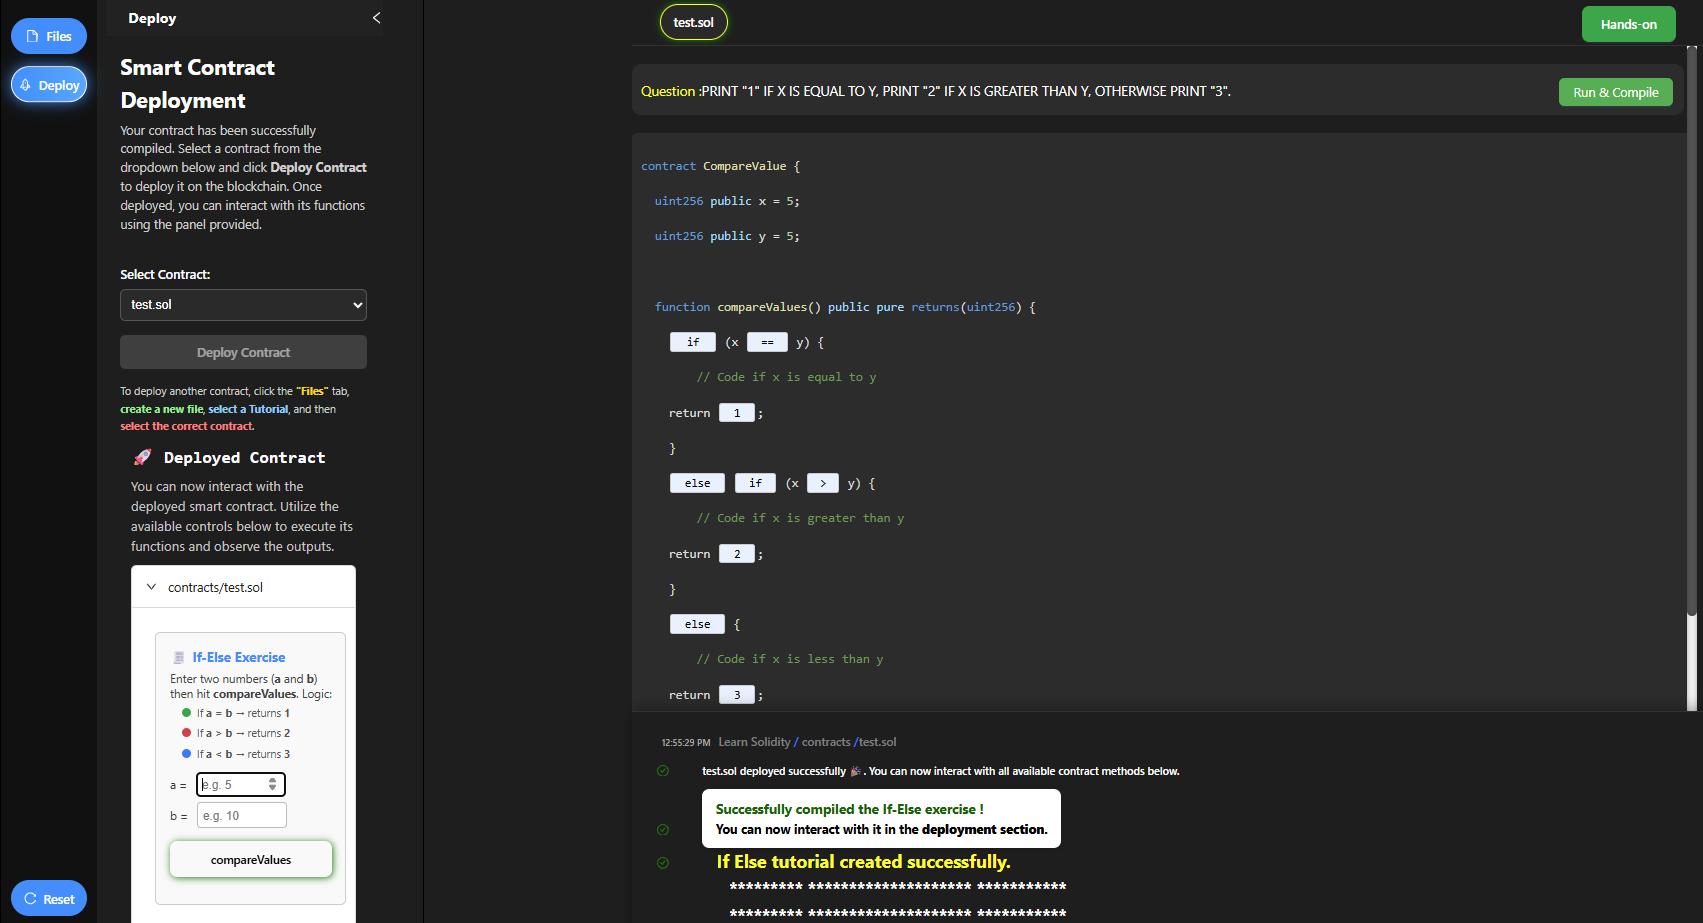 Files
Deploy
Reset
Deploy
Smart Contract
Deployment
Your contract has been successfully
compiled. Select a contract from the
dropdown below and click Deploy Contract
to deploy it on the blockchain. Once
deployed, you can interact with its functions
using the panel provided.
Select Contract:
test.sol
Deploy Contract
To deploy another contract, click the "Files" tab,
create a new file, select a Tutorial, and then
select the correct contract.
🚀 Deployed Contract
You can now interact with the
deployed smart contract. Utilize the
available controls below to execute its
functions and observe the outputs.
contracts/test.sol
If-Else Exercise
Enter two numbers (a and b)
then hit compareValues. Logic:
If a = b → returns 1
If a > b → returns 2
If a < b → returns 3
a = e.g. 5
b = e.g. 10
compareValues
test.sol
Hands-on
Question :PRINT "1" IF X IS EQUAL TO Y, PRINT "2" IF X IS GREATER THAN Y, OTHERWISE PRINT "3".
Run & Compile
contract CompareValue {
uint256 public x = 5;
uint256 public y = 5;
function compareValues() public pure returns(uint256) {
if (x == y) {
// Code if x is equal to y
return 1 ;
}
else if (x > y) {
// Code if x is greater than y
return 2 ;
}
else {
// Code if x is less than y
return 3 ;
12:55:29 PM Learn Solidity / contracts /test.sol
test.sol deployed successfully 🎉. You can now interact with all available contract methods below.
Successfully compiled the If-Else exercise !
You can now interact with it in the deployment section.
If Else tutorial created successfully.
********* ******************** ***********
********* ******************** ***********